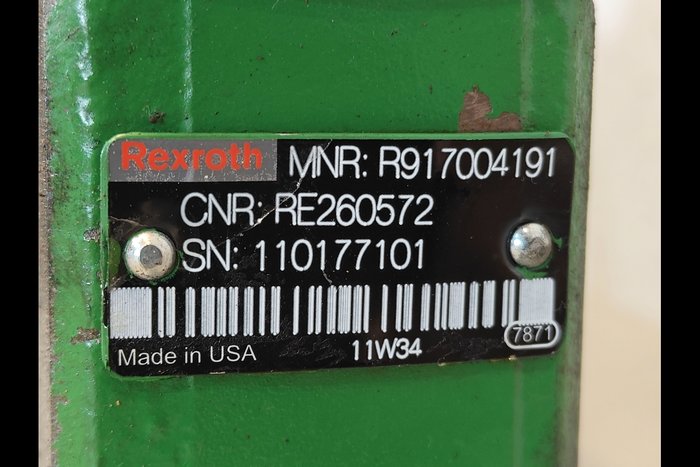 Rexroth MNR: R917004191
CNR: RE260572
SN: 110177101
7871
Made in USA 11W34